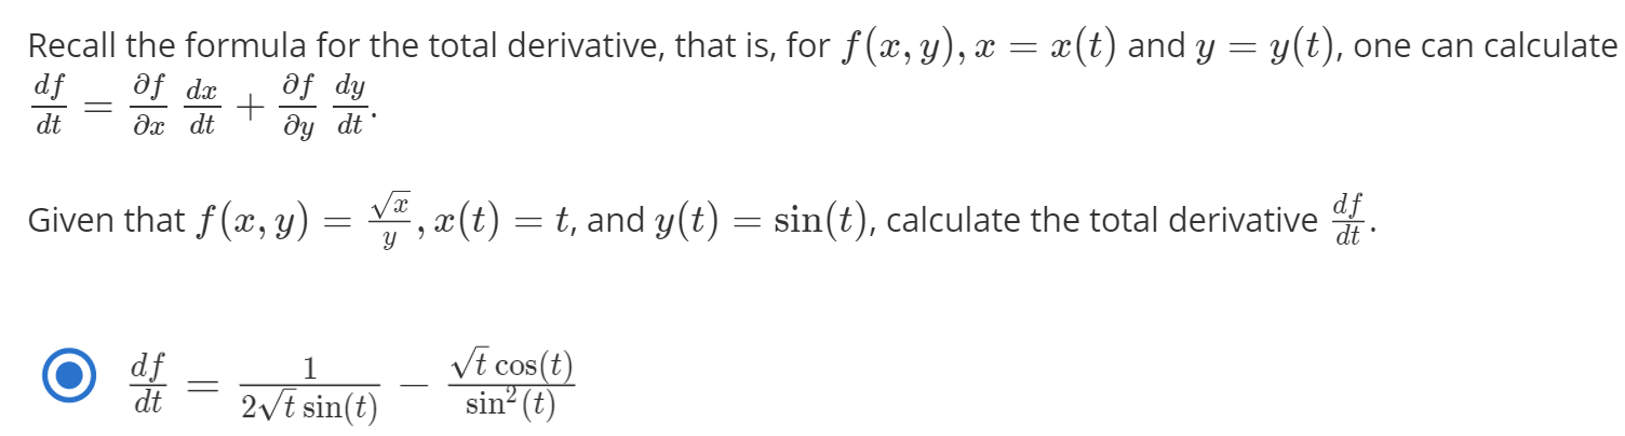 Recall the formula for the total derivative, that is, for $f(x, y), x = x(t)$ and $y = y(t)$, one can calculate
$\frac{df}{dt} = \frac{\partial f}{\partial x} \frac{dx}{dt} + \frac{\partial f}{\partial y} \frac{dy}{dt}$.
Given that $f(x, y) = \frac{\sqrt{x}}{y}, x(t) = t$, and $y(t) = \sin(t)$, calculate the total derivative $\frac{df}{dt}$.
$\frac{df}{dt} = \frac{1}{2\sqrt{t}\sin(t)} - \frac{\sqrt{t}\cos(t)}{\sin^2(t)}$